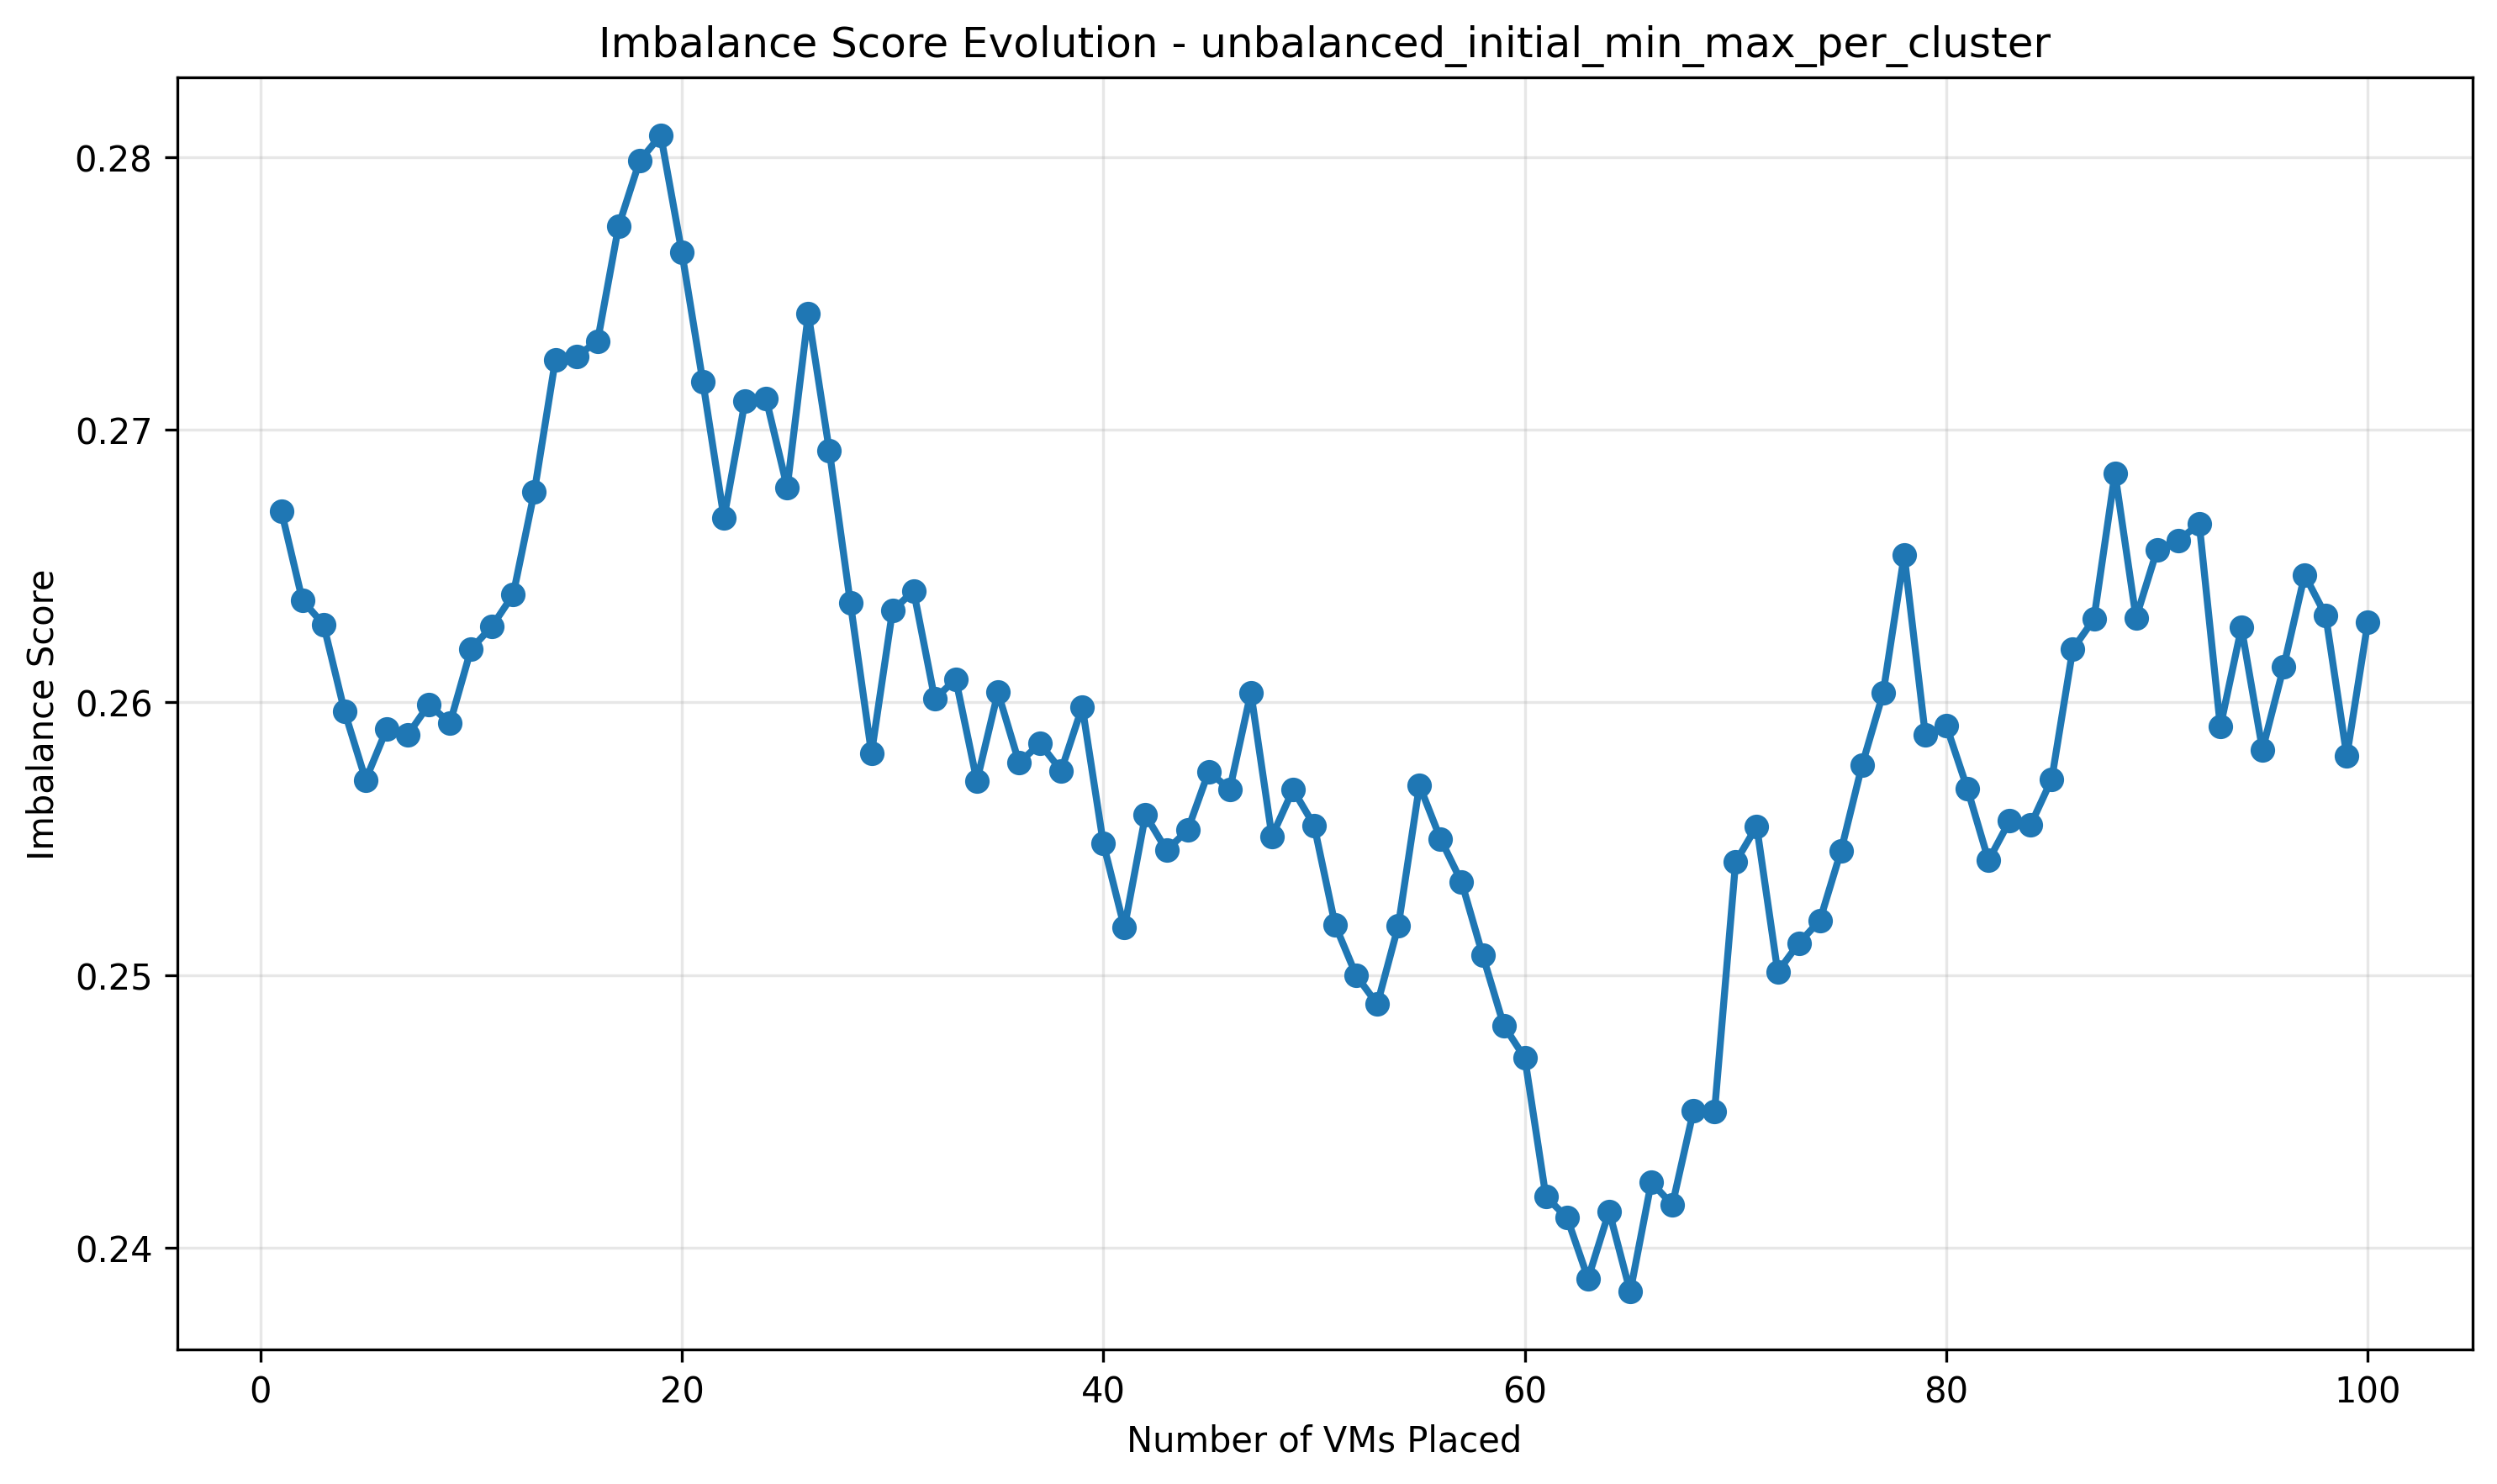 Imbalance Score Evolution - unbalanced_initial_min_max_per_cluster
Imbalance Score
0.28
0.27
0.26
0.25
0.24
0 20 40 60 80 100
Number of VMs Placed